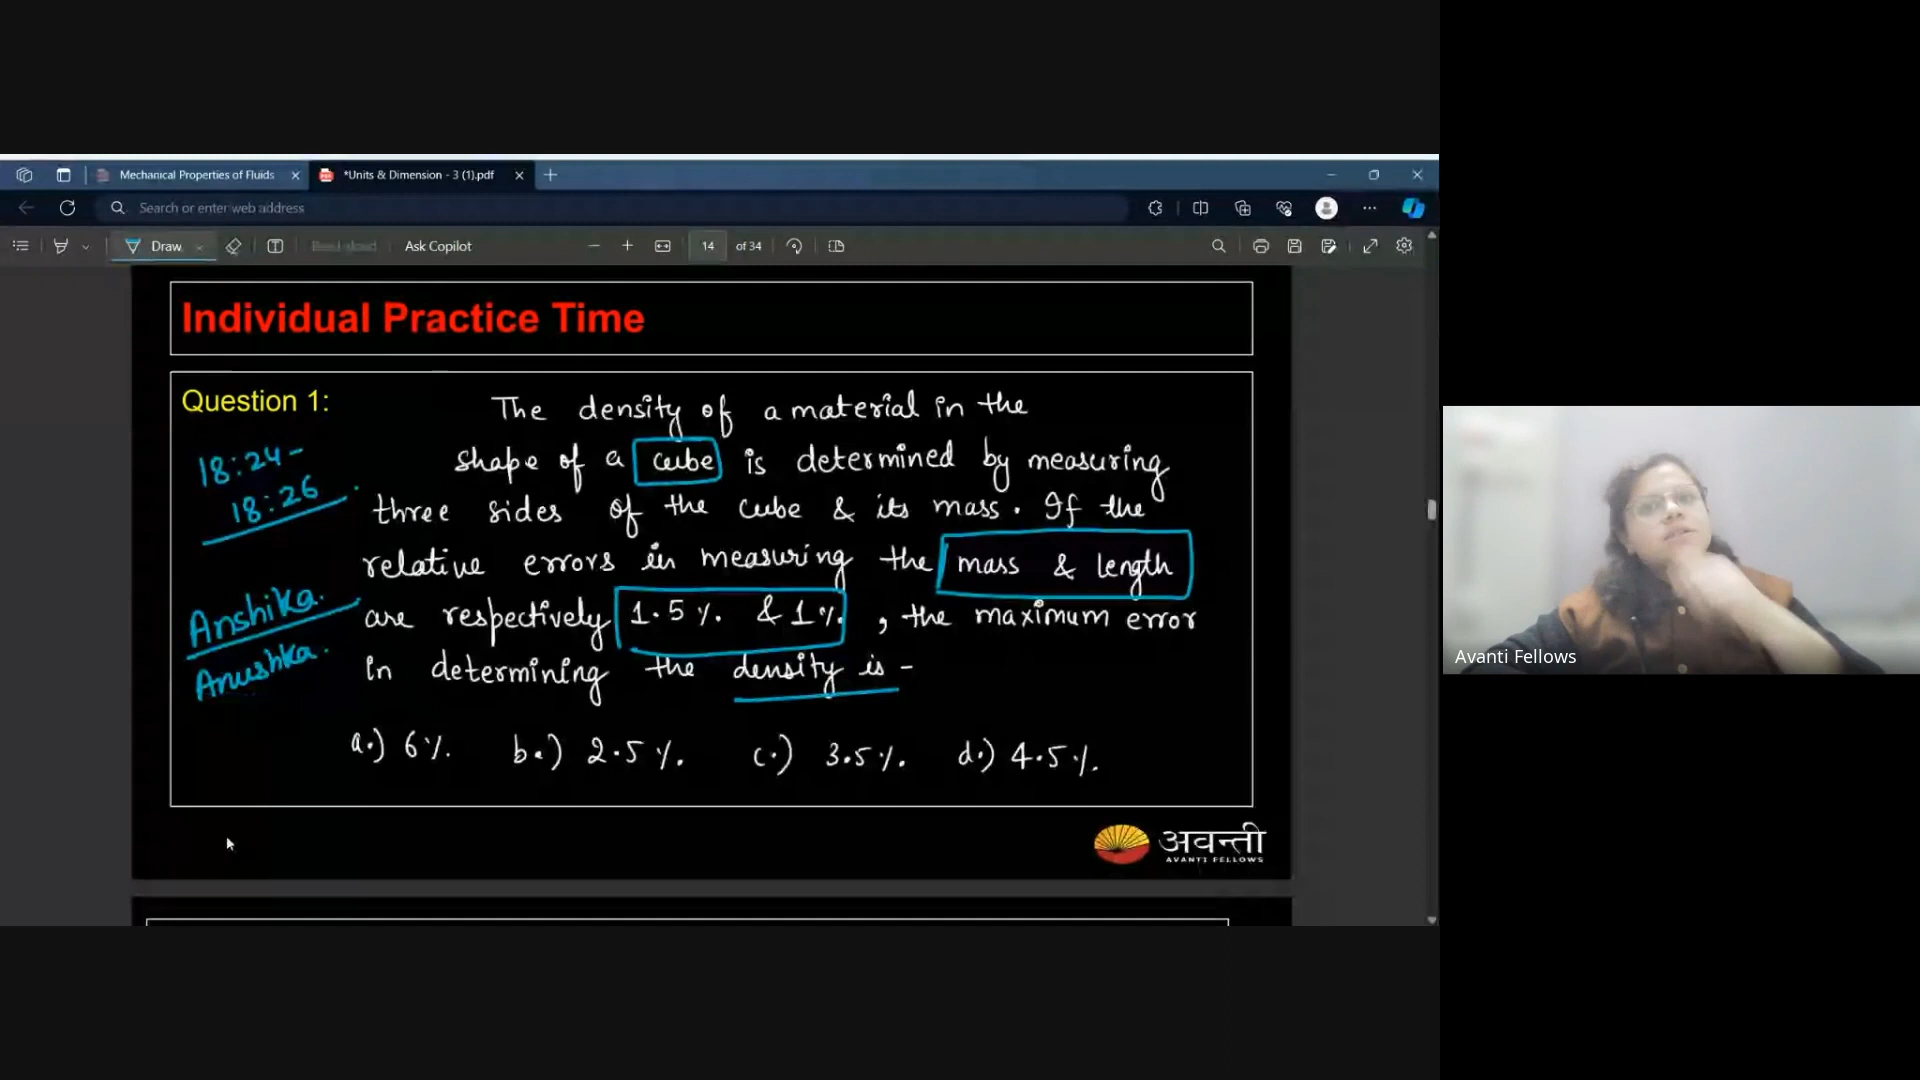 Mechanical Properties of Fluids
*Units & Dimension - 3 (1).pdf
Search or enter web address
Draw
Ask Copilot
14 of 34
Individual Practice Time
Question 1:
The density of a material in the
shape of a cube is determined by measuring
three sides of the cube & its mass. If the
relative errors in measuring the mass & length
are respectively 1.5%. & 1%, the maximum error
in determining the density is -
a.) 6%. b.) 2.5%. c.) 3.5%. d.) 4.5%.
18:24-
18:26
Anshika.
Anushka.
अवन्ती
AVANTI FELLOWS
Avanti Fellows